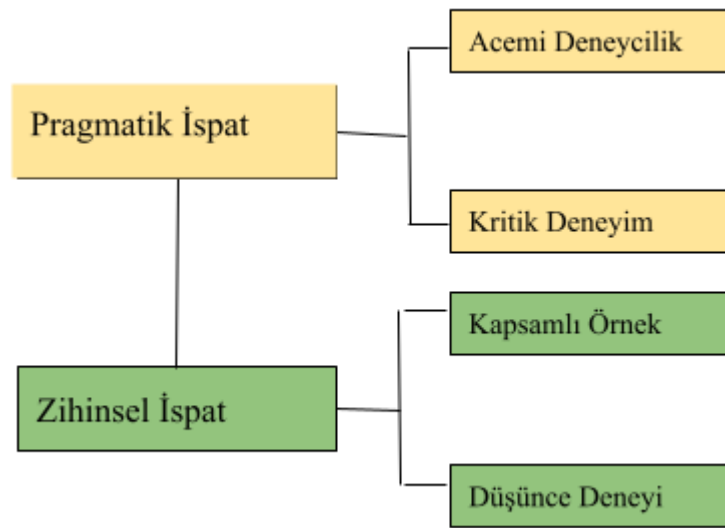 Acemi Deneycilik
Pragmatik İspat
Kritik Deneyim
Kapsamlı Örnek
Zihinsel İspat
Düşünce Deneyi